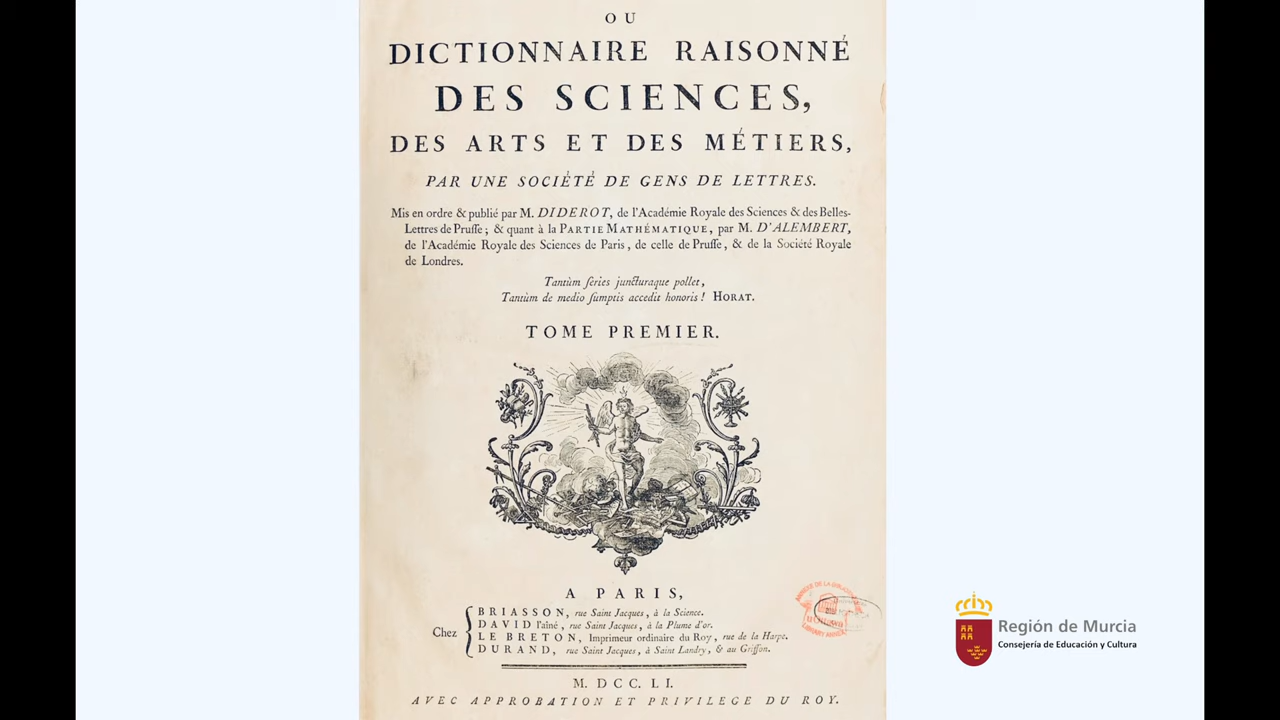 OU
DICTIONNAIRE RAISONNÉ
DES SCIENCES,
DES ARTS ET DES MÉTIERS,
PAR UNE SOCIÉTÉ DE GENS DE LETTRES.
Mis en ordre & publié par M. DIDEROT, de l'Académie Royale des Sciences & des Belles-
Lettres de Pruſſe; & quant à la PARTIE MATHÉMATIQUE, par M. D'ALEMBERT,
de l'Académie Royale des Sciences de Paris, de celle de Pruſſe, & de la Société Royale
de Londres.
Tantùm ſeries juncturaque pollet,
Tantùm de medio ſumptis accedit honoris! HORAT.
TOME PREMIER.
A PARIS,
Chez
BRIASSON, rue Saint Jacques, à la Science.
DAVID l'aîné, rue Saint Jacques, à la Plume d'or.
LE BRETON, Imprimeur ordinaire du Roy, rue de la Harpe.
DURAND, rue Saint Jacques, à Saint Landry, & au Griffon.
M. DCC. LI.
AVEC APPROBATION ET PRIVILEGE DU ROY.
Región de Murcia
Consejería de Educación y Cultura